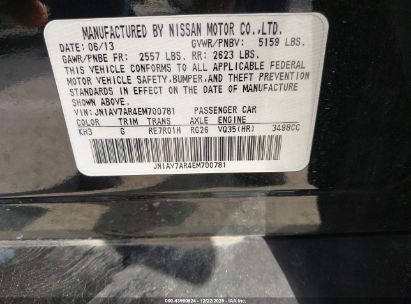 MANUFACTURED BY NISSAN MOTOR CO.,LTD.
DATE: 06/13 GVWR/PNBV: 5159 LBS.
GAWR/PNBE FR: 2557 LBS. RR: 2623 LBS.
THIS VEHICLE CONFORMS TO ALL APPLICABLE FEDERAL
MOTOR VEHICLE SAFETY,BUMPER,AND THEFT PREVENTION
STANDARDS IN EFFECT ON THE DATE OF MANUFACTURE
SHOWN ABOVE.
VIN: JN1AV7AR4EM700781 PASSENGER CAR
COLOR TRIM TRANS AXLE ENGINE
KH3 G RE7R01H RG26 VQ35(HR) 3498CC
JN1AV7AR4EM700781